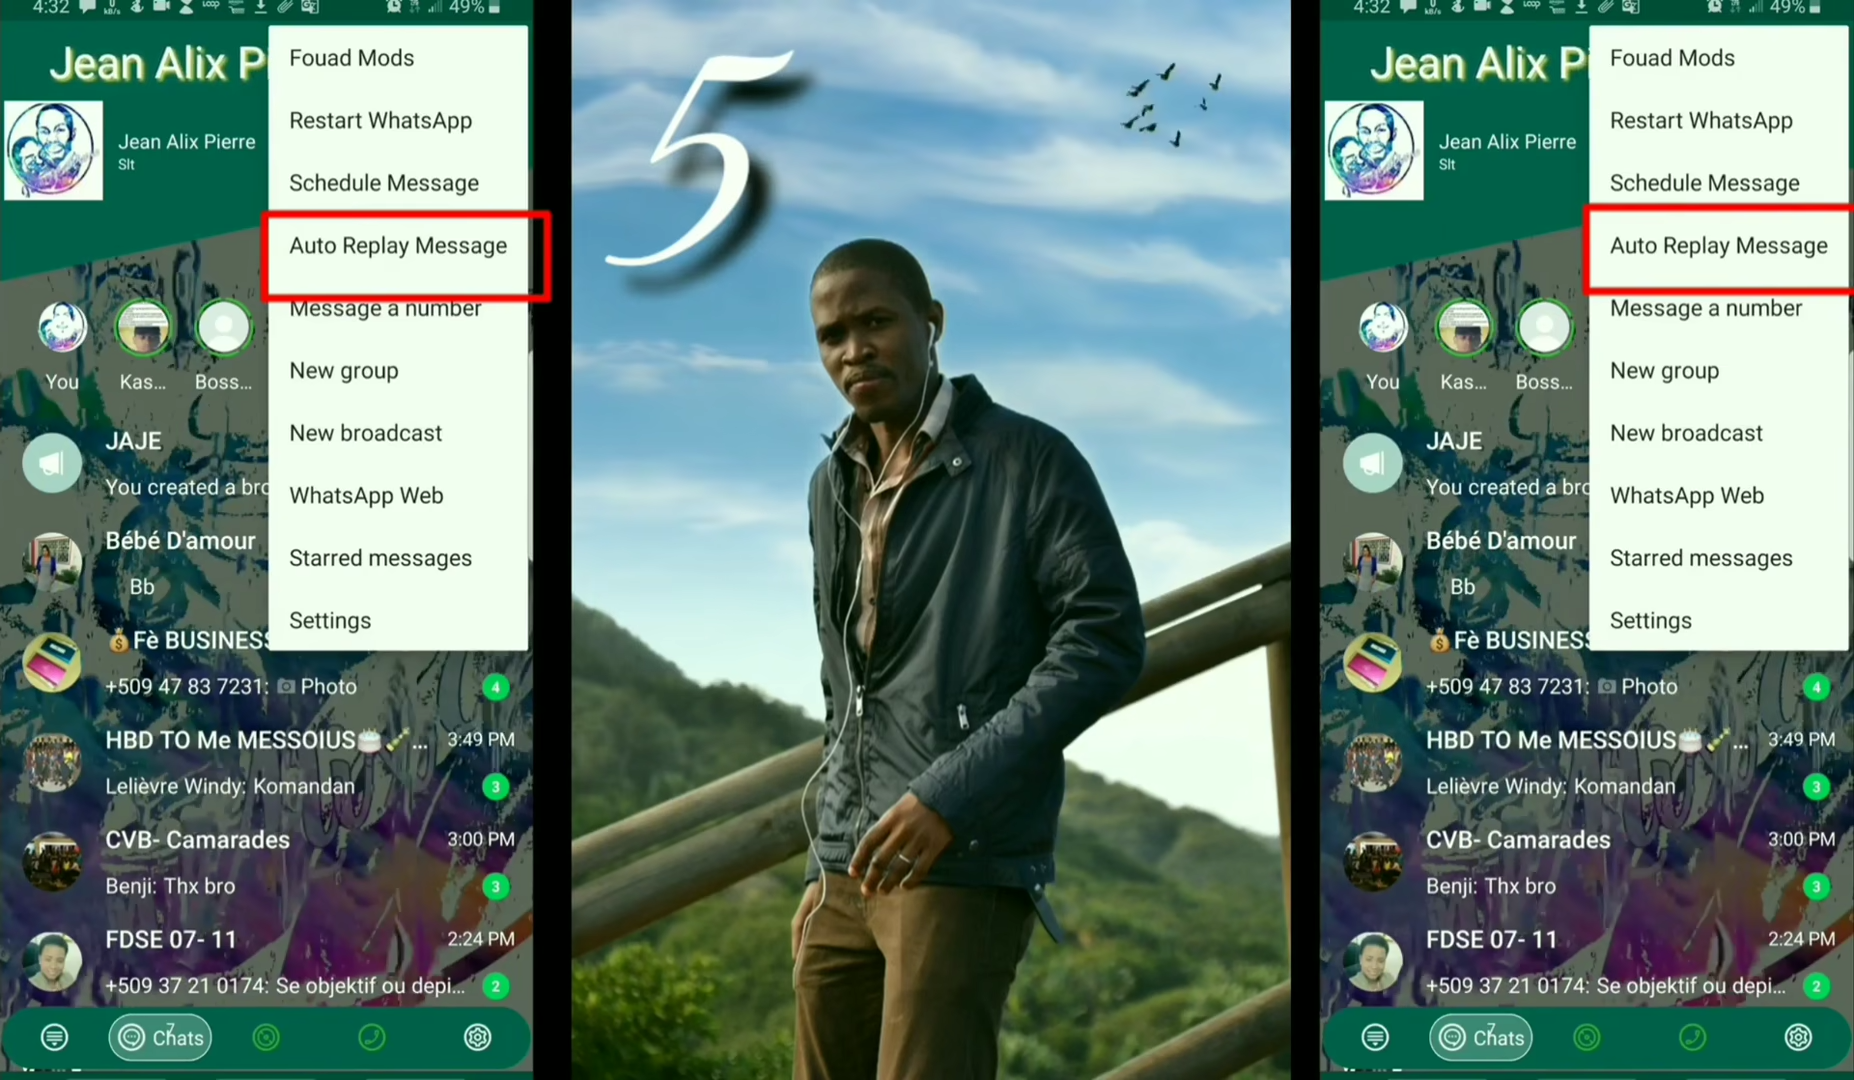 4:32
49%
Jean Alix P
Jean Alix Pierre
Slt
Fouad Mods
Restart WhatsApp
Schedule Message
Auto Replay Message
Message a number
New group
New broadcast
WhatsApp Web
Starred messages
Settings
You
Kas...
Boss...
JAJE
You created a bro
Bébé D'amour
Bb
💰Fè BUSINESS
+509 47 83 7231: 📷 Photo
4
HBD TO Me MESSOIUS🎂🍾... 3:49 PM
Lelièvre Windy: Komandan
3
CVB- Camarades 3:00 PM
Benji: Thx bro
3
FDSE 07- 11 2:24 PM
+509 37 21 0174: Se objektif ou depi...
2
7
Chats
5
4:32
49%
Jean Alix P
Jean Alix Pierre
Slt
Fouad Mods
Restart WhatsApp
Schedule Message
Auto Replay Message
Message a number
New group
New broadcast
WhatsApp Web
Starred messages
Settings
You
Kas...
Boss...
JAJE
You created a bro
Bébé D'amour
Bb
💰Fè BUSINESS
+509 47 83 7231: 📷 Photo
4
HBD TO Me MESSOIUS🎂🍾... 3:49 PM
Lelièvre Windy: Komandan
3
CVB- Camarades 3:00 PM
Benji: Thx bro
3
FDSE 07- 11 2:24 PM
+509 37 21 0174: Se objektif ou depi...
2
7
Chats